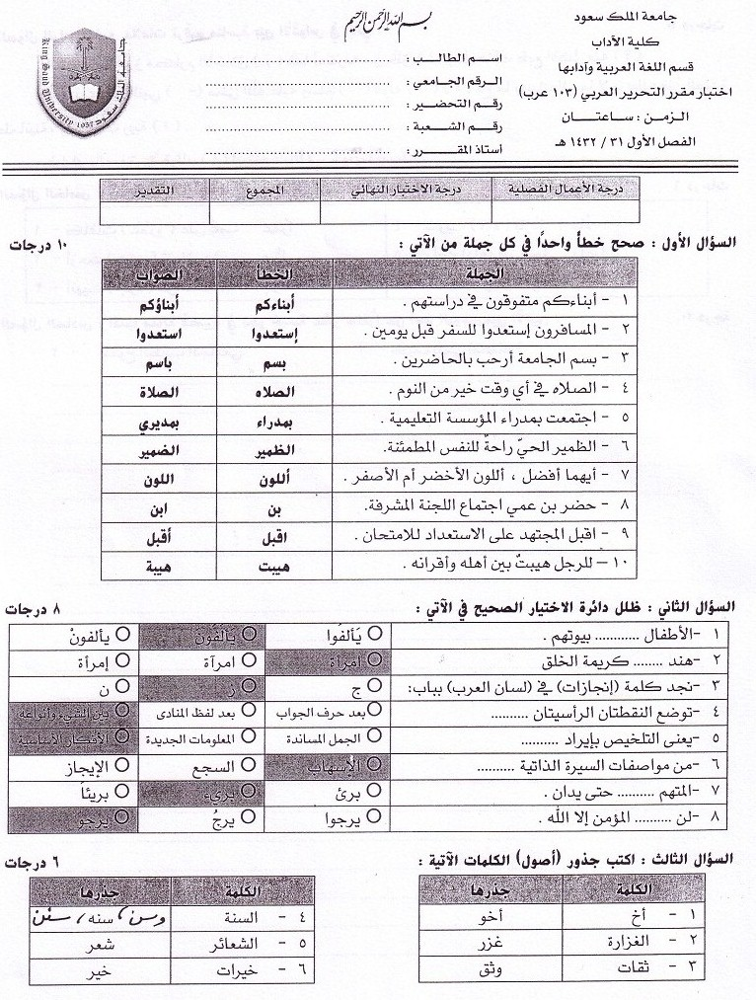 جامعة الملك سعود
كلية الآداب
قسم اللغة العربية وآدابها
اختبار مقرر التحرير العربي (١٠٣ عرب)
الزمن : ساعتان
الفصل الأول ٣١ / ١٤٣٢ هـ
بسم الله الرحمن الرحيم
اسم الطالب :
الرقم الجامعي :
رقم التحضير :
رقم الشعبة :
أستاذ المقرر :
جامعة الملك سعود
King Saud University 1957
درجة الأعمال الفصلية درجة الاختبار النهائي المجموع التقدير
السؤال الأول : صحح خطأ واحداً في كل جملة من الآتي : ١٠ درجات
الجملة الخطأ الصواب
١ - أبناءكم متفوقون في دراستهم . أبناءكم أبناؤكم
٢ - المسافرون إستعدوا للسفر قبل يومين . إستعدوا استعدوا
٣ - بسم الجامعة أرحب بالحاضرين . بسم باسم
٤ - الصلاه في أي وقت خير من النوم . الصلاه الصلاة
٥ - اجتمعت بمدراء المؤسسة التعليمية . بمدراء بمديري
٦ - الظمير الحيّ راحةٌ للنفس المطمئنة. الظمير الضمير
٧ - أيهما أفضل ، أللون الأخضر أم الأصفر . أللون اللون
٨ - حضر بن عمي اجتماع اللجنة المشرفة. بن ابن
٩ - اقبل المجتهد على الاستعداد للامتحان . اقبل أقبل
١٠ – للرجل هيبتٌ بين أهله وأقرانه . هيبت هيبة
السؤال الثاني : ظلل دائرة الاختيار الصحيح في الآتي : ٨ درجات
١ -الأطفال ............ بيوتهم . يَألفُوا يَألفونَ يألفونْ
٢ -هند ........ كريمة الخلق امرأة امرآة إمرأة
٣ -نجد كلمة (إنجازات) في (لسان العرب) بباب: ج ز ن
٤ -توضع النقطتان الرأسيتان .......... بعد حرف الجواب بعد لفظ المنادى بين الشيء وأنواعه
٥ -يعنى التلخيص بإيراد .......... الجمل المساندة المعلومات الجديدة الأفكار الأساسية
٦ -من مواصفات السيرة الذاتية .......... الإسهاب السجع الإيجاز
٧ -المتهم .......... حتى يدان . برئ بريء بريئاً
٨ -لن .......... المؤمن إلا الله . يرجوا يرجُ يرجو
السؤال الثالث : اكتب جذور (أصول) الكلمات الآتية : ٦ درجات
الكلمة جذرها
١ - أخ أخو
٢ - الغزارة غزر
٣ - ثقات وثق
الكلمة جذرها
٤ - السنة وسن، سنه، سنن
٥ - الشعائر شعر
٦ - خيرات خير